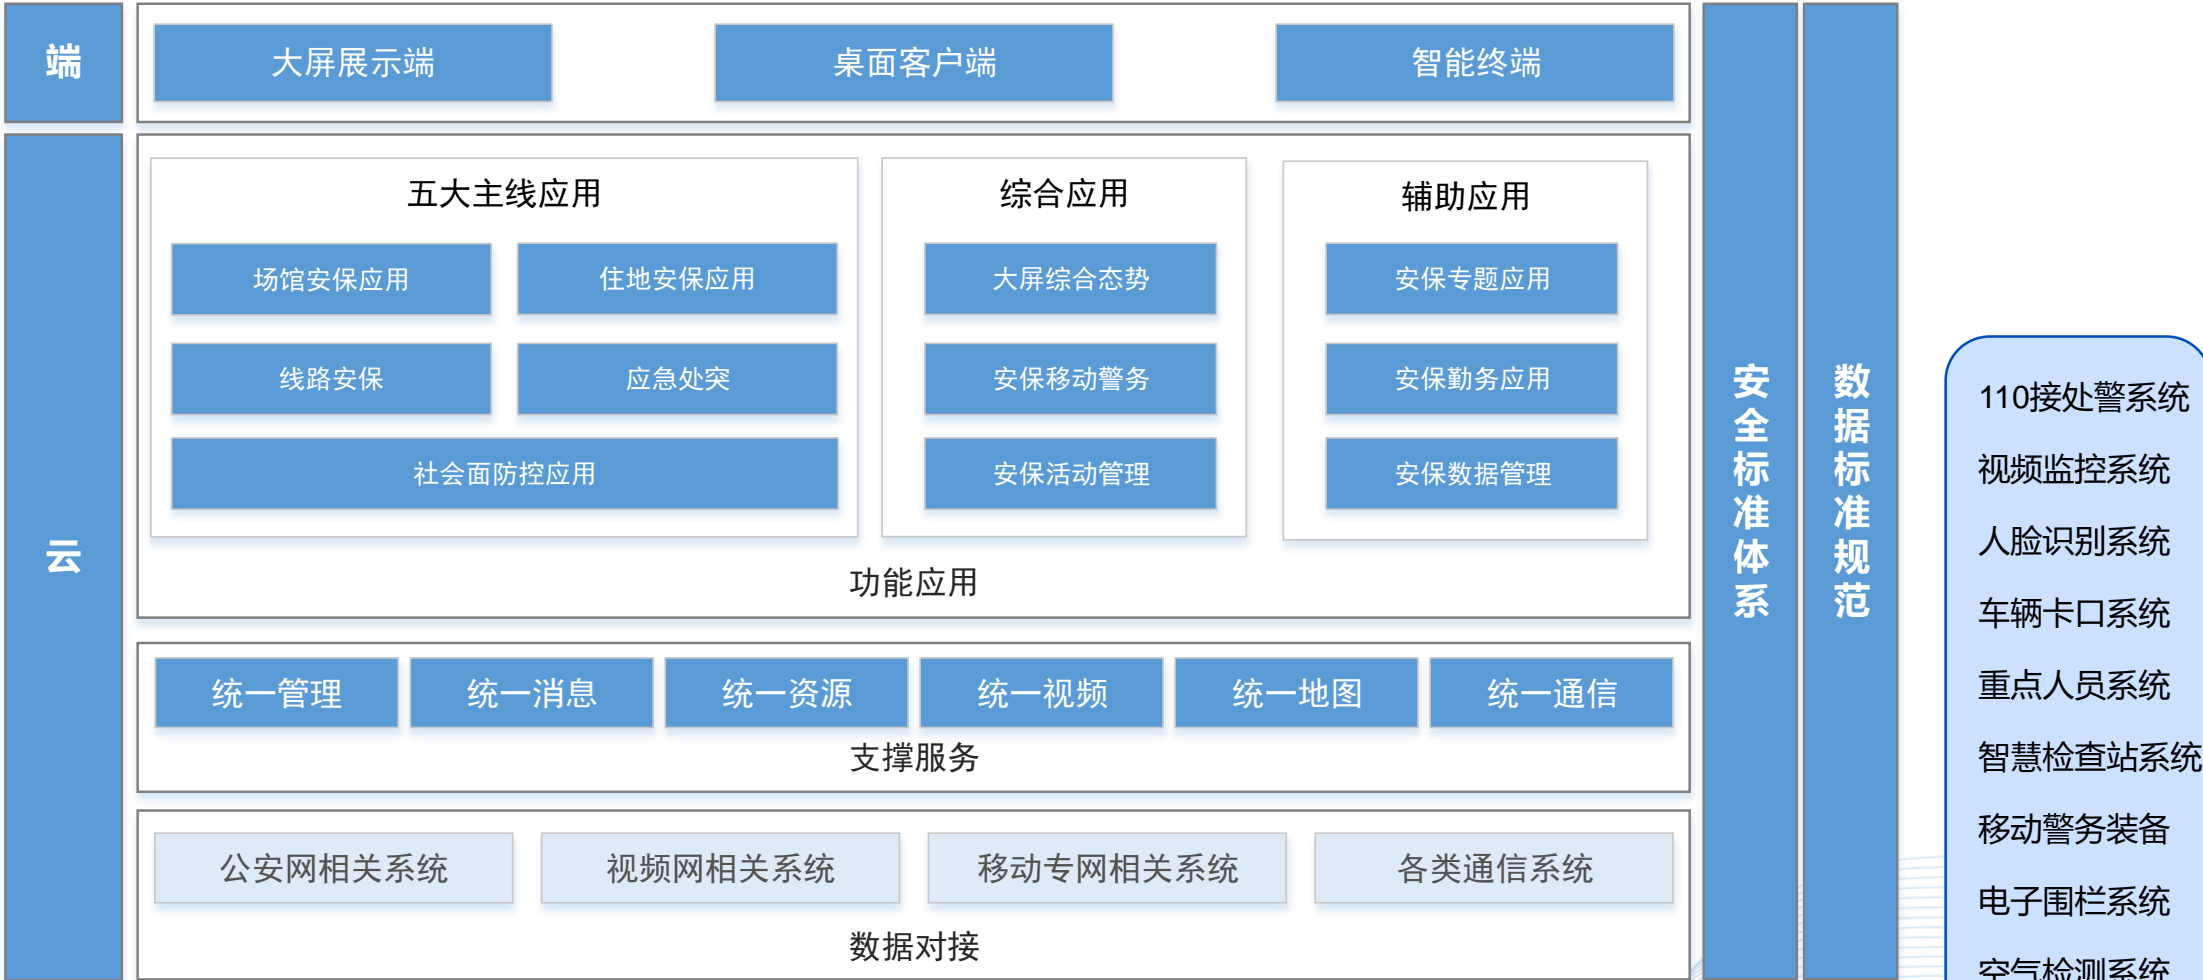 端
大屏展示端
桌面客户端
智能终端
云
五大主线应用
场馆安保应用
住地安保应用
线路安保
应急处突
社会面防控应用
综合应用
大屏综合态势
安保移动警务
安保活动管理
辅助应用
安保专题应用
安保勤务应用
安保数据管理
功能应用
统一管理
统一消息
统一资源
统一视频
统一地图
统一通信
支撑服务
公安网相关系统
视频网相关系统
移动专网相关系统
各类通信系统
数据对接
安全标准体系
数据标准规范
110接处警系统
视频监控系统
人脸识别系统
车辆卡口系统
重点人员系统
智慧检查站系统
移动警务装备
电子围栏系统
空气检测系统